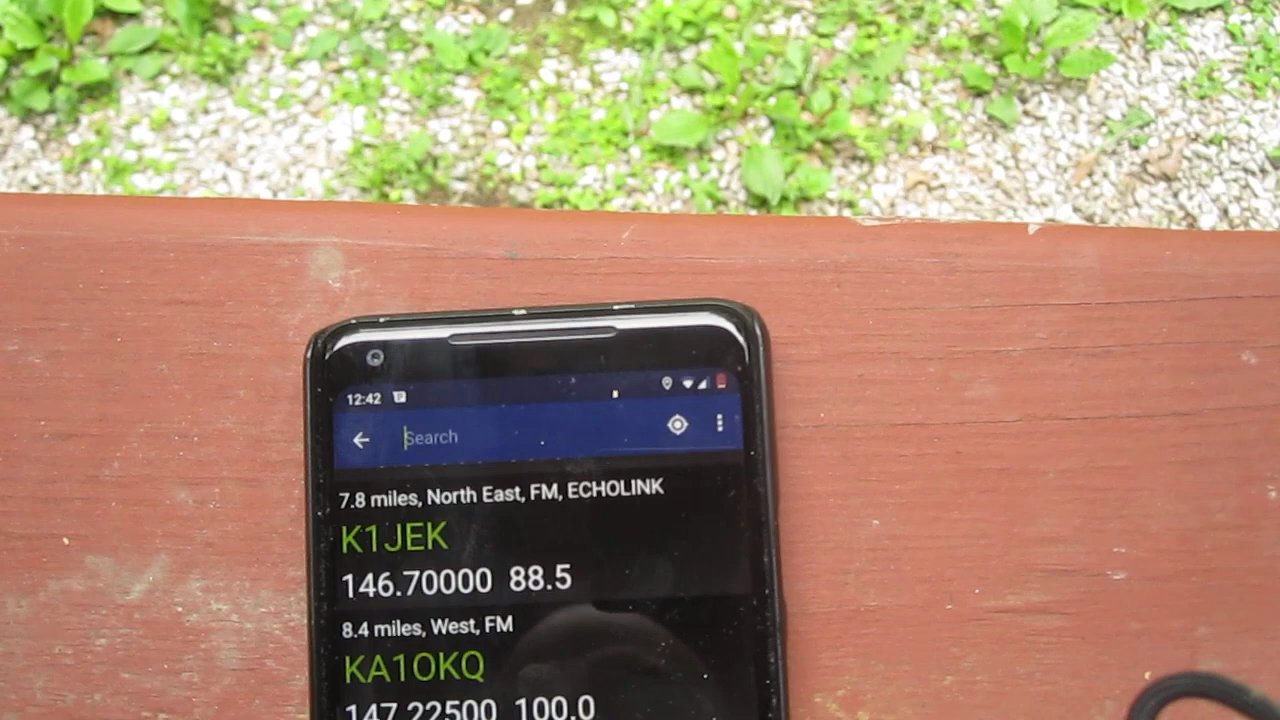 12:42
Search
7.8 miles, North East, FM, ECHOLINK
K1JEK
146.70000 88.5
8.4 miles, West, FM
KA1OKQ
147.22500 100.0